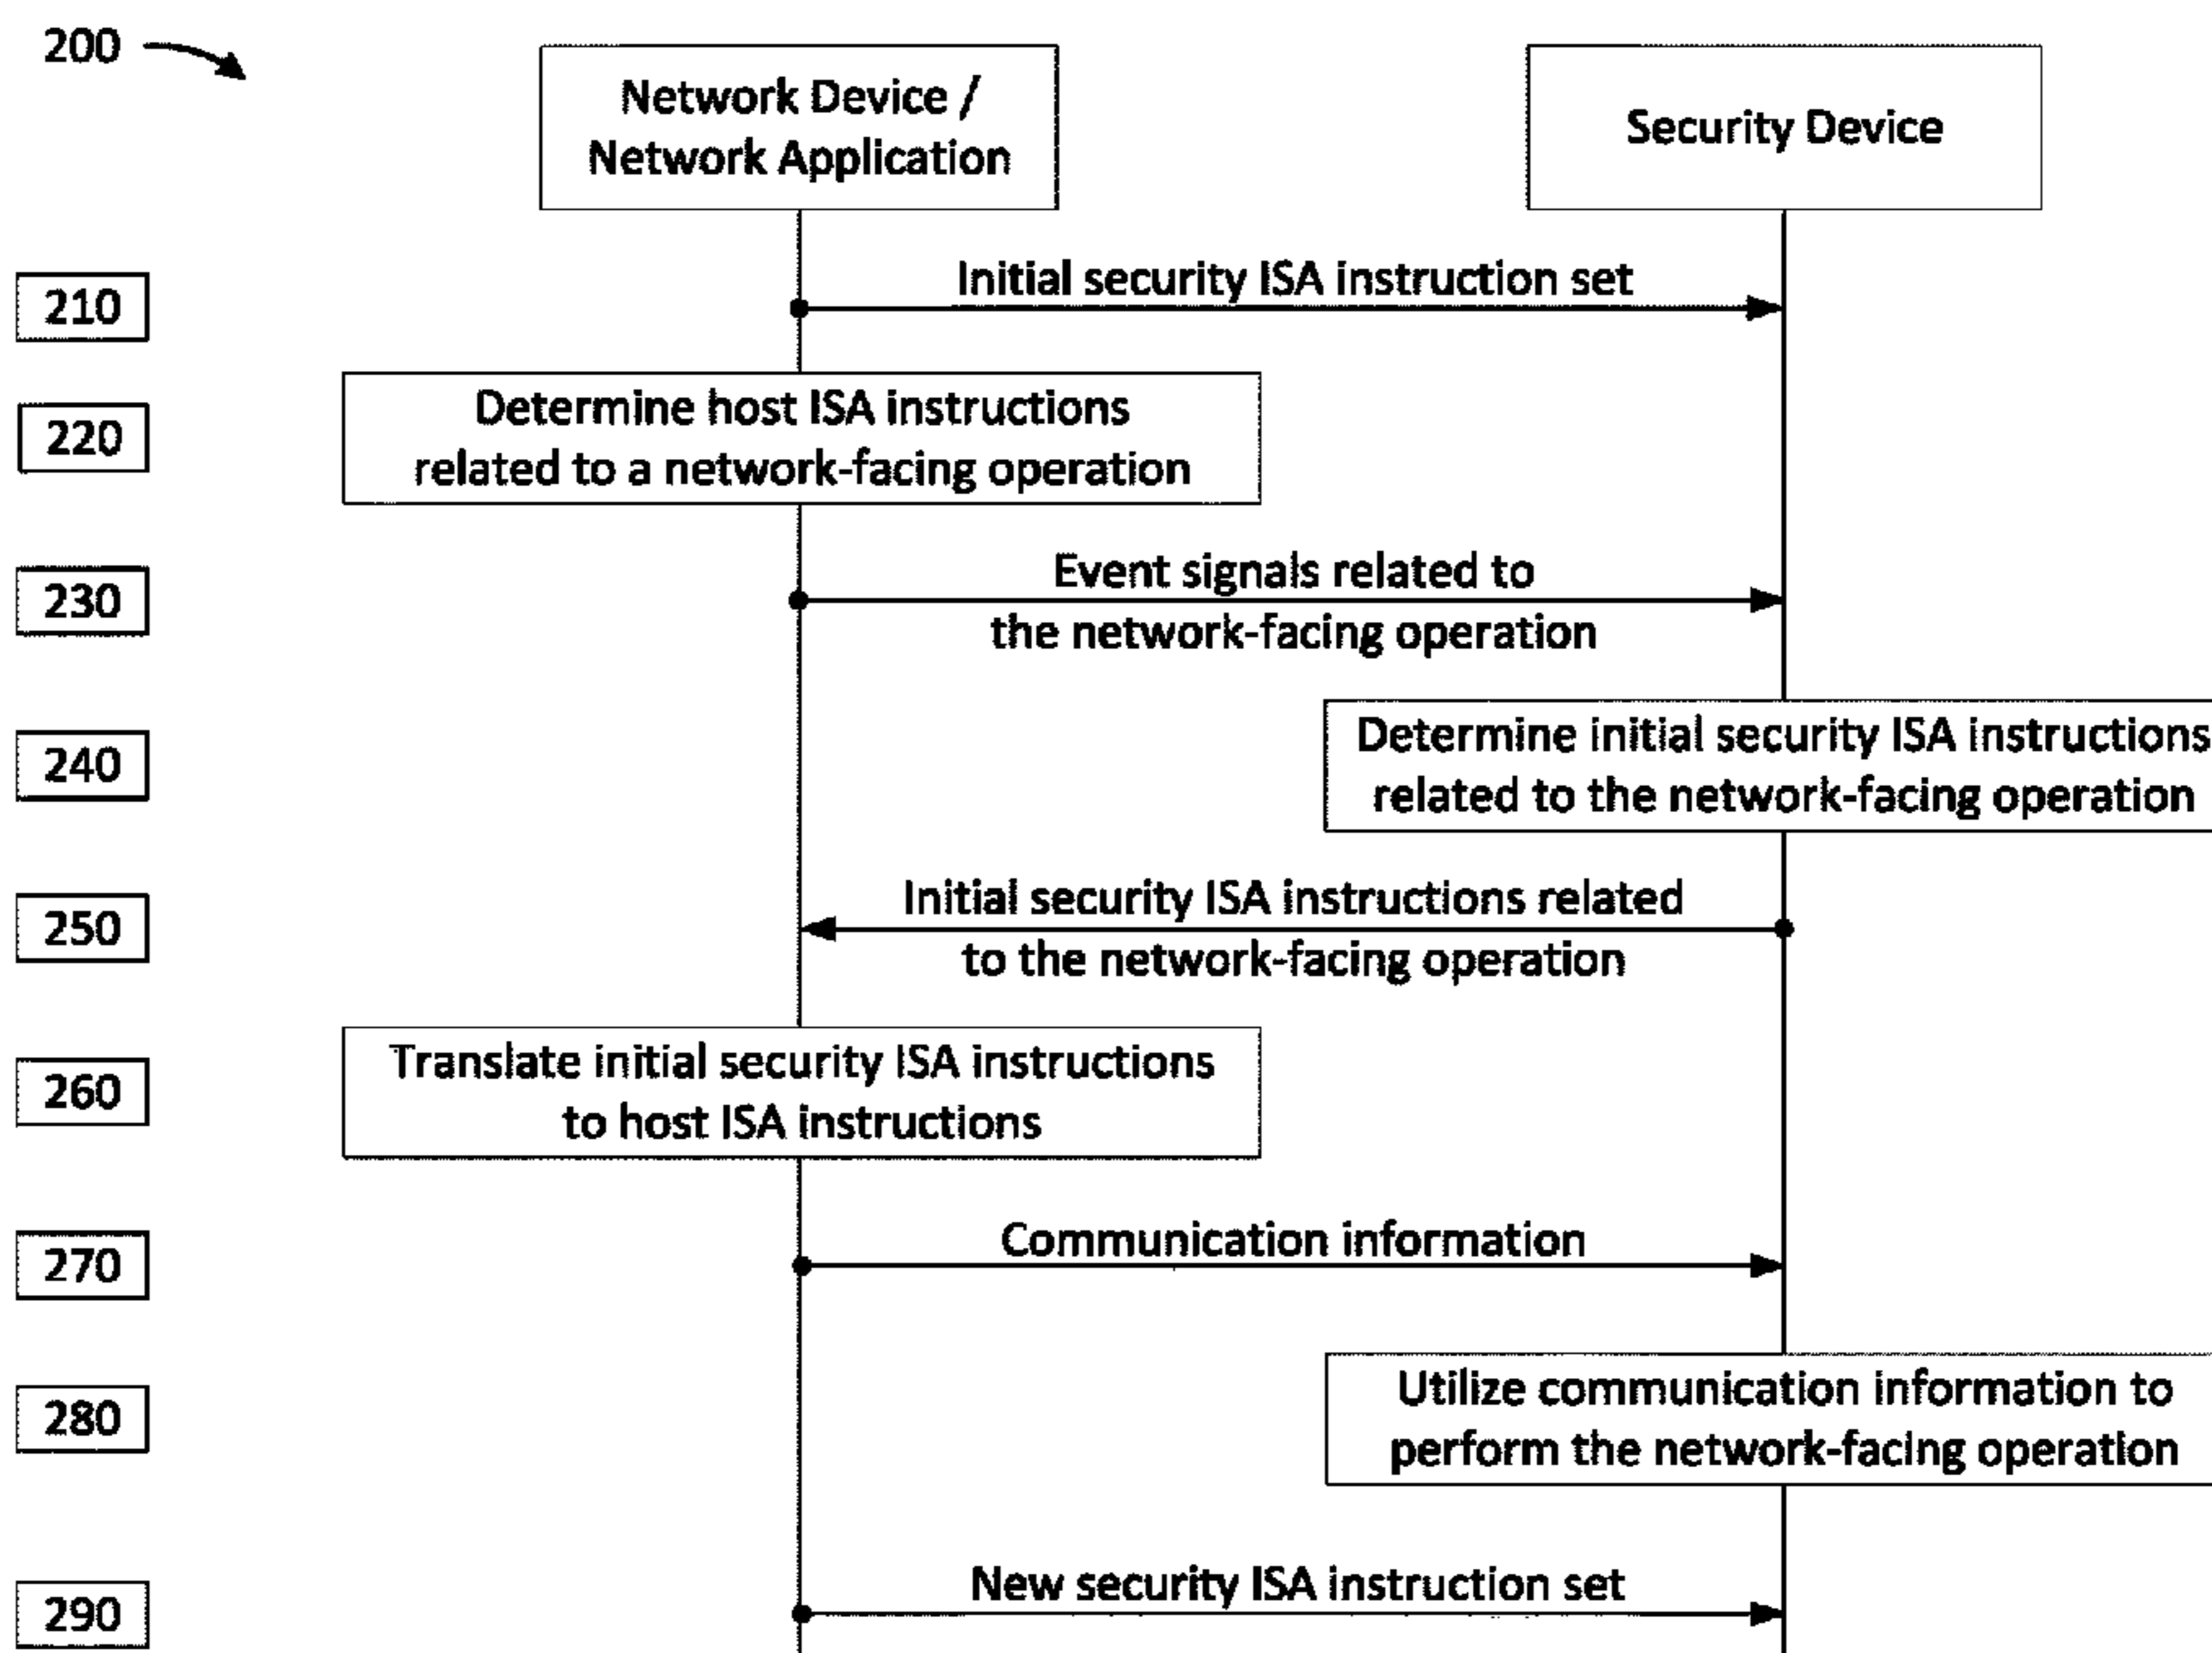 200
Network Device /
Network Application
Security Device
210
Initial security ISA instruction set
220
Determine host ISA instructions
related to a network-facing operation
230
Event signals related to
the network-facing operation
240
Determine initial security ISA instructions
related to the network-facing operation
250
Initial security ISA instructions related
to the network-facing operation
260
Translate initial security ISA instructions
to host ISA instructions
270
Communication information
280
Utilize communication information to
perform the network-facing operation
290
New security ISA instruction set